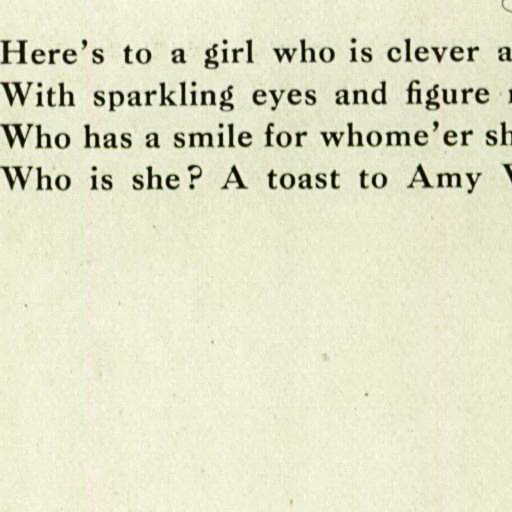 Here's to a girl who is clever
With sparkling eyes and figure
Who has a smile for whome'er
Who is she? A toast to Amy